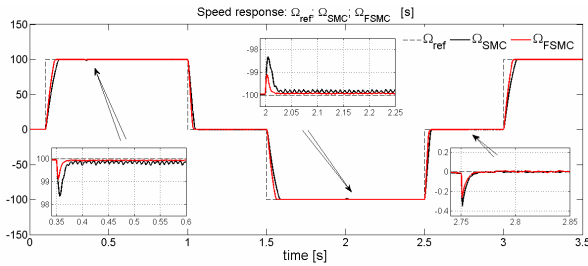 Speed response: Ωref; ΩSMC; ΩFSMC [s]
150
100
50
0
-50
-100
-150
Ωref ΩSMC ΩFSMC
-98
-99
-100
2 2.05 2.1 2.15 2.2 2.25
100
99
98
0.35 0.4 0.45 0.5 0.55 0.6
0.2
0
-0.2
-0.4
2.75 2.8 2.85
0 0.5 1 1.5 2 2.5 3 3.5
time [s]